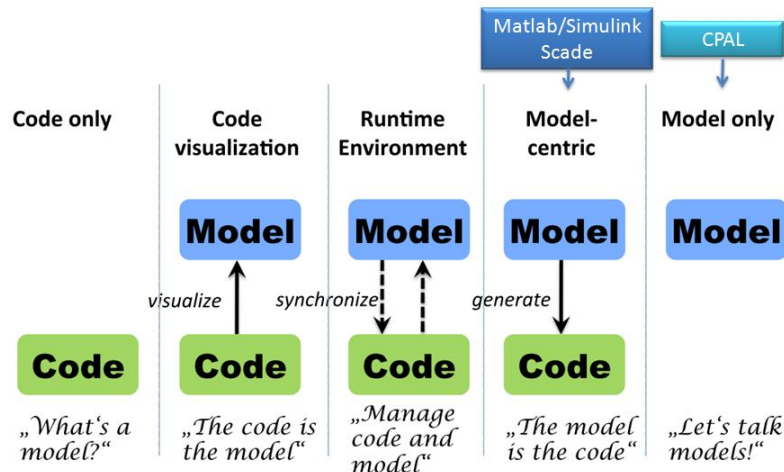 Matlab/Simulink
Scade
CPAL
Code only
Code
visualization
Runtime
Environment
Model-
centric
Model only
Model
Model
Model
Model
visualize
synchronize
generate
Code
Code
Code
Code
„What‘s a
model?“
„The code is
the model“
„Manage
code and
model“
„The model
is the code“
„Let‘s talk
models!“